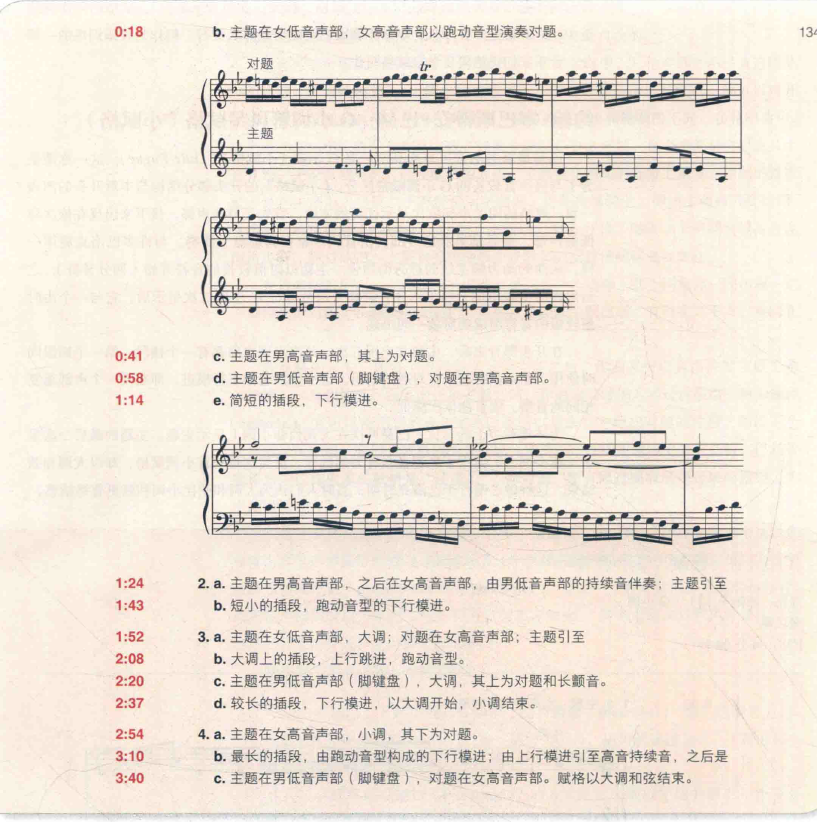 134
0:18 b. 主题在女低音声部，女高音声部以跑动音型演奏对题。
对题
tr
主题
0:41 c. 主题在男高音声部，其上为对题。
0:58 d. 主题在男低音声部（脚键盘），对题在男高音声部。
1:14 e. 简短的插段，下行模进。
1:24 2. a. 主题在男高音声部，之后在女高音声部，由男低音声部的持续音伴奏；主题引至
1:43 b. 短小的插段，跑动音型的下行模进。
1:52 3. a. 主题在女低音声部，大调；对题在女高音声部；主题引至
2:08 b. 大调上的插段，上行跳进，跑动音型。
2:20 c. 主题在男低音声部（脚键盘），大调，其上为对题和长颤音。
2:37 d. 较长的插段，下行模进，以大调开始，小调结束。
2:54 4. a. 主题在女高音声部，小调，其下为对题。
3:10 b. 最长的插段，由跑动音型构成的下行模进；由上行模进引至高音持续音，之后是
3:40 c. 主题在男低音声部（脚键盘），对题在女高音声部。赋格以大调和弦结束。